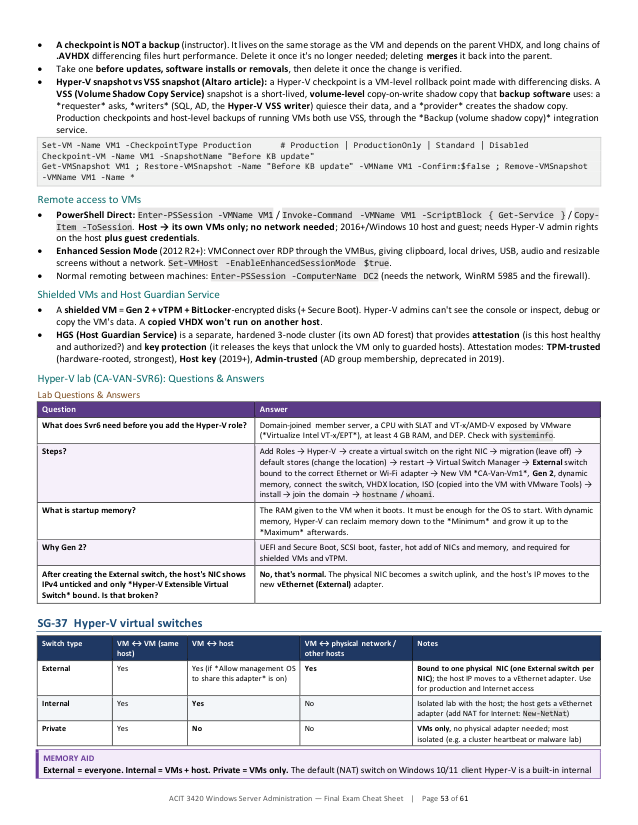 • A checkpoint is NOT a backup (instructor). It lives on the same storage as the VM and depends on the parent VHDX, and long chains of
.AVHDX differencing files hurt performance. Delete it once it's no longer needed; deleting merges it back into the parent.
• Take one before updates, software installs or removals, then delete it once the change is verified.
• Hyper-V snapshot vs VSS snapshot (Altaro article): a Hyper-V checkpoint is a VM-level rollback point made with differencing disks. A
VSS (Volume Shadow Copy Service) snapshot is a short-lived, volume-level copy-on-write shadow copy that backup software uses: a
*requester* asks, *writers* (SQL, AD, the Hyper-V VSS writer) quiesce their data, and a *provider* creates the shadow copy.
Production checkpoints and host-level backups of running VMs both use VSS, through the *Backup (volume shadow copy)* integration
service.
Set-VM -Name VM1 -CheckpointType Production # Production | ProductionOnly | Standard | Disabled
Checkpoint-VM -Name VM1 -SnapshotName "Before KB update"
Get-VMSnapshot VM1 ; Restore-VMSnapshot -Name "Before KB update" -VMName VM1 -Confirm:$false ; Remove-VMSnapshot
-VMName VM1 -Name *
Remote access to VMs
• PowerShell Direct: Enter-PSSession -VMName VM1 / Invoke-Command -VMName VM1 -ScriptBlock { Get-Service } / Copy-
Item -ToSession. Host → its own VMs only; no network needed; 2016+/Windows 10 host and guest; needs Hyper-V admin rights
on the host plus guest credentials.
• Enhanced Session Mode (2012 R2+): VMConnect over RDP through the VMBus, giving clipboard, local drives, USB, audio and resizable
screens without a network. Set-VMHost -EnableEnhancedSessionMode $true.
• Normal remoting between machines: Enter-PSSession -ComputerName DC2 (needs the network, WinRM 5985 and the firewall).
Shielded VMs and Host Guardian Service
• A shielded VM = Gen 2 + vTPM + BitLocker-encrypted disks (+ Secure Boot). Hyper-V admins can't see the console or inspect, debug or
copy the VM's data. A copied VHDX won't run on another host.
• HGS (Host Guardian Service) is a separate, hardened 3-node cluster (its own AD forest) that provides attestation (is this host healthy
and authorized?) and key protection (it releases the keys that unlock the VM only to guarded hosts). Attestation modes: TPM-trusted
(hardware-rooted, strongest), Host key (2019+), Admin-trusted (AD group membership, deprecated in 2019).
Hyper-V lab (CA-VAN-SVR6): Questions & Answers
Lab Questions & Answers
Question Answer
What does Svr6 need before you add the Hyper-V role? Domain-joined member server, a CPU with SLAT and VT-x/AMD-V exposed by VMware
(*Virtualize Intel VT-x/EPT*), at least 4 GB RAM, and DEP. Check with systeminfo.
Steps? Add Roles → Hyper-V → create a virtual switch on the right NIC → migration (leave off) →
default stores (change the location) → restart → Virtual Switch Manager → External switch
bound to the correct Ethernet or Wi-Fi adapter → New VM *CA-Van-Vm1*, Gen 2, dynamic
memory, connect the switch, VHDX location, ISO (copied into the VM with VMware Tools) →
install → join the domain → hostname / whoami.
What is startup memory? The RAM given to the VM when it boots. It must be enough for the OS to start. With dynamic
memory, Hyper-V can reclaim memory down to the *Minimum* and grow it up to the
*Maximum* afterwards.
Why Gen 2? UEFI and Secure Boot, SCSI boot, faster, hot add of NICs and memory, and required for
shielded VMs and vTPM.
After creating the External switch, the host's NIC shows No, that's normal. The physical NIC becomes a switch uplink, and the host's IP moves to the
IPv4 unticked and only *Hyper-V Extensible Virtual new vEthernet (External) adapter.
Switch* bound. Is that broken?
SG-37 Hyper-V virtual switches
Switch type VM ↔ VM (same VM ↔ host VM ↔ physical network / Notes
host) other hosts
External Yes Yes (if *Allow management OS Yes Bound to one physical NIC (one External switch per
to share this adapter* is on) NIC); the host IP moves to a vEthernet adapter. Use
for production and Internet access
Internal Yes Yes No Isolated lab with the host; the host gets a vEthernet
adapter (add NAT for Internet: New-NetNat)
Private Yes No No VMs only, no physical adapter needed; most
isolated (e.g. a cluster heartbeat or malware lab)
MEMORY AID
External = everyone. Internal = VMs + host. Private = VMs only. The default (NAT) switch on Windows 10/11 client Hyper-V is a built-in internal
ACIT 3420 Windows Server Administration — Final Exam Cheat Sheet | Page 53 of 61